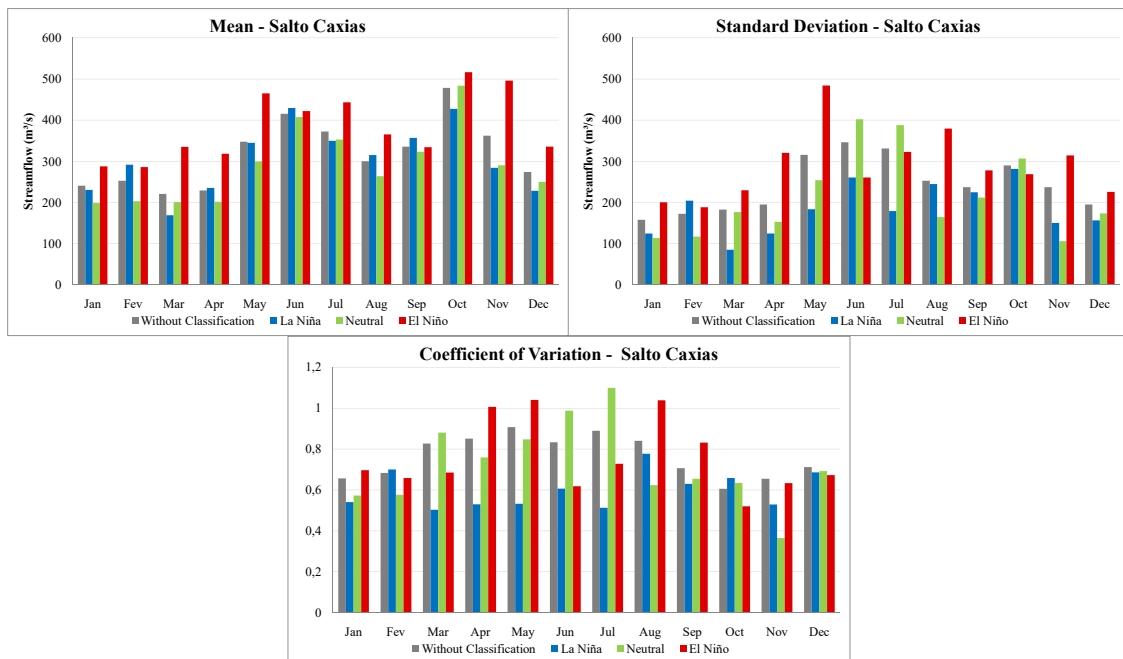 Mean - Salto Caxias
Streamflow (m³/s)
600
500
400
300
200
100
0
Jan Fev Mar Apr May Jun Jul Aug Sep Oct Nov Dec
Without Classification La Niña Neutral El Niño
Standard Deviation - Salto Caxias
Streamflow (m³/s)
600
500
400
300
200
100
0
Jan Fev Mar Apr May Jun Jul Aug Sep Oct Nov Dec
Without Classification La Niña Neutral El Niño
Coefficient of Variation - Salto Caxias
1,2
1
0,8
0,6
0,4
0,2
0
Jan Fev Mar Apr May Jun Jul Aug Sep Oct Nov Dec
Without Classification La Niña Neutral El Niño